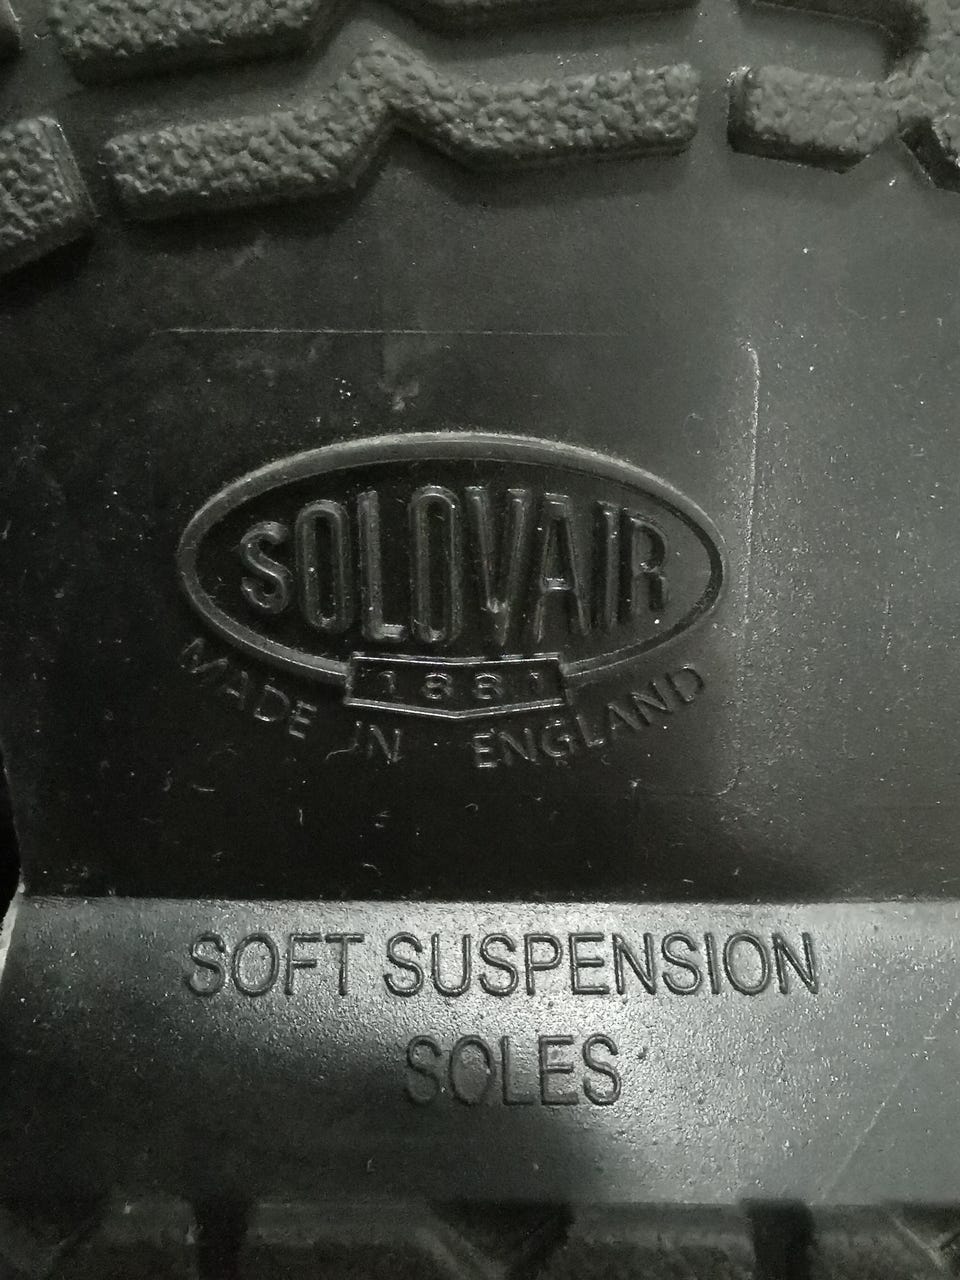 SOLOVAIR
1881
MADE IN ENGLAND
SOFT SUSPENSION
SOLES